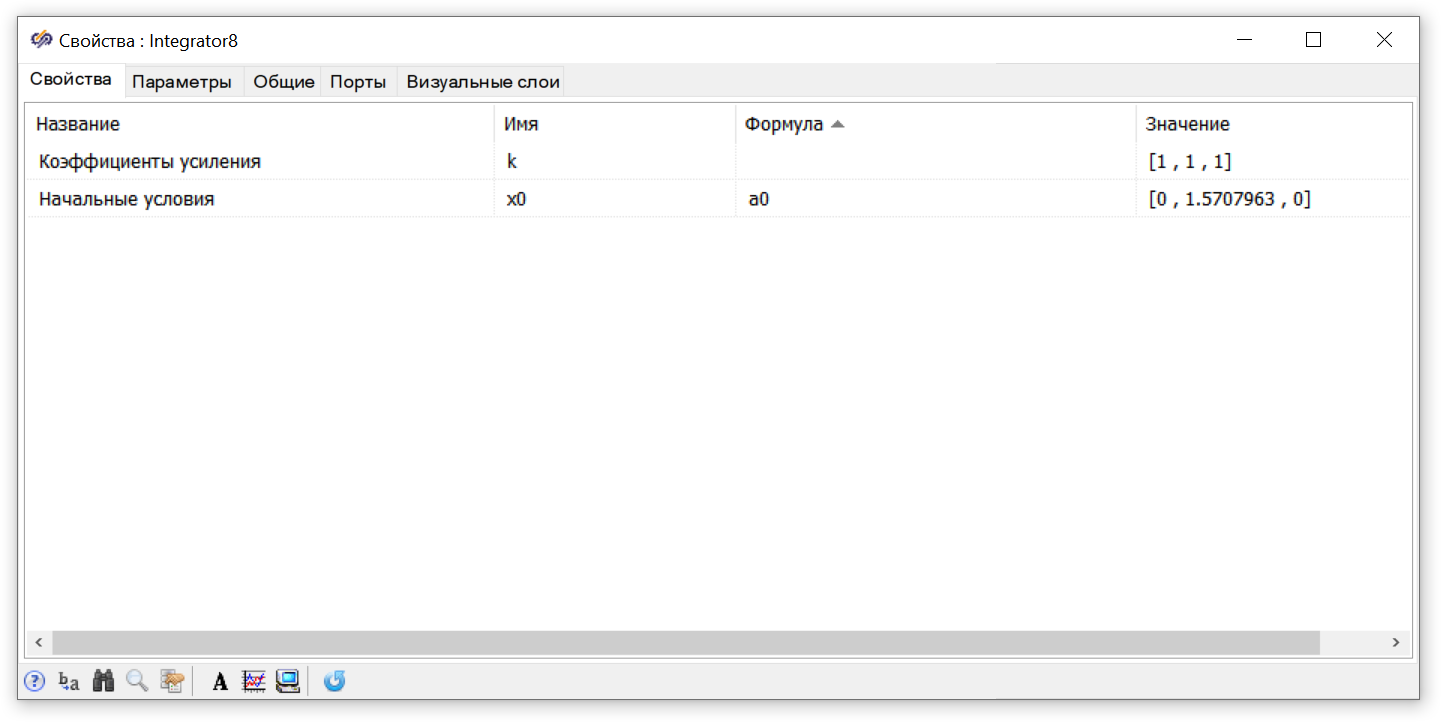 Свойства : Integrator8
Свойства Параметры Общие Порты Визуальные слои
Название Имя Формула Значение
Коэффициенты усиления k [1 , 1 , 1]
Начальные условия x0 a0 [0 , 1.5707963 , 0]
? b a A